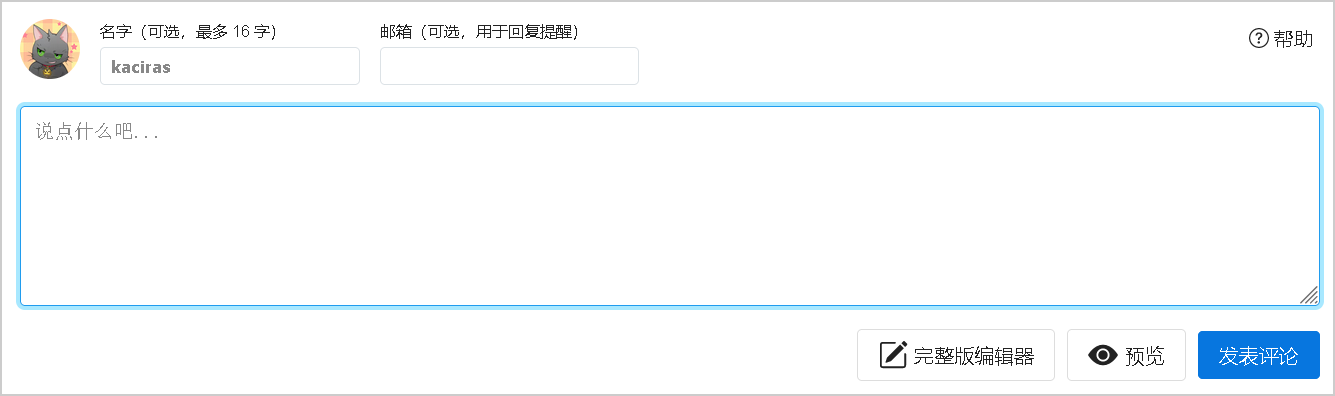 名字（可选，最多 16 字）
邮箱（可选，用于回复提醒）
帮助
kaciras
说点什么吧...
完整版编辑器
预览
发表评论